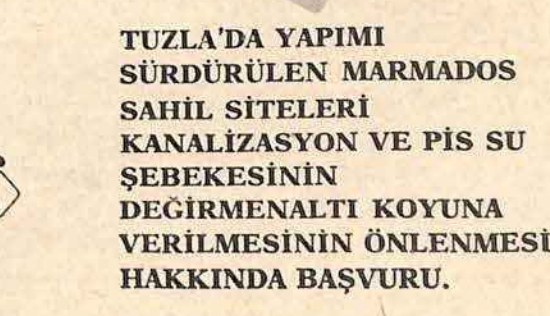 TUZLA'DA YAPIMI
SÜRDÜRÜLEN MARMADOS
SAHİL SİTELERİ
KANALİZASYON VE PİS SU
ŞEBEKESİNİN
DEĞİRMENALTI KOYUNA
VERİLMESİNİN ÖNLENMESİ
HAKKINDA BAŞVURU.